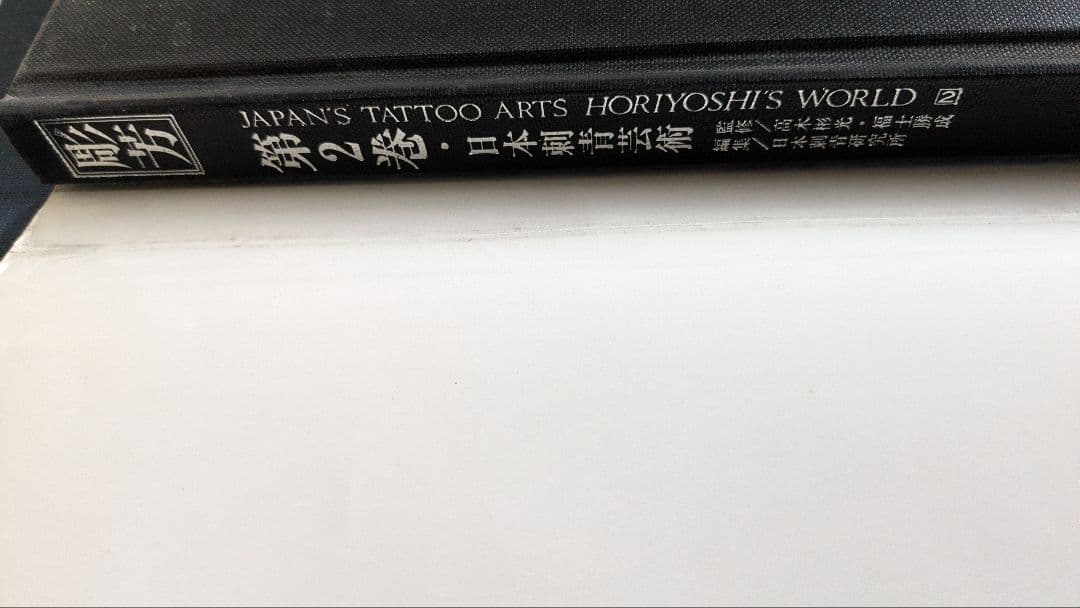 彫芳
JAPAN'S TATTOO ARTS HORIYOSHI'S WORLD 2
第2巻・日本刺青芸術
監修/高木彬光・福士勝成
編集/日本刺青研究所